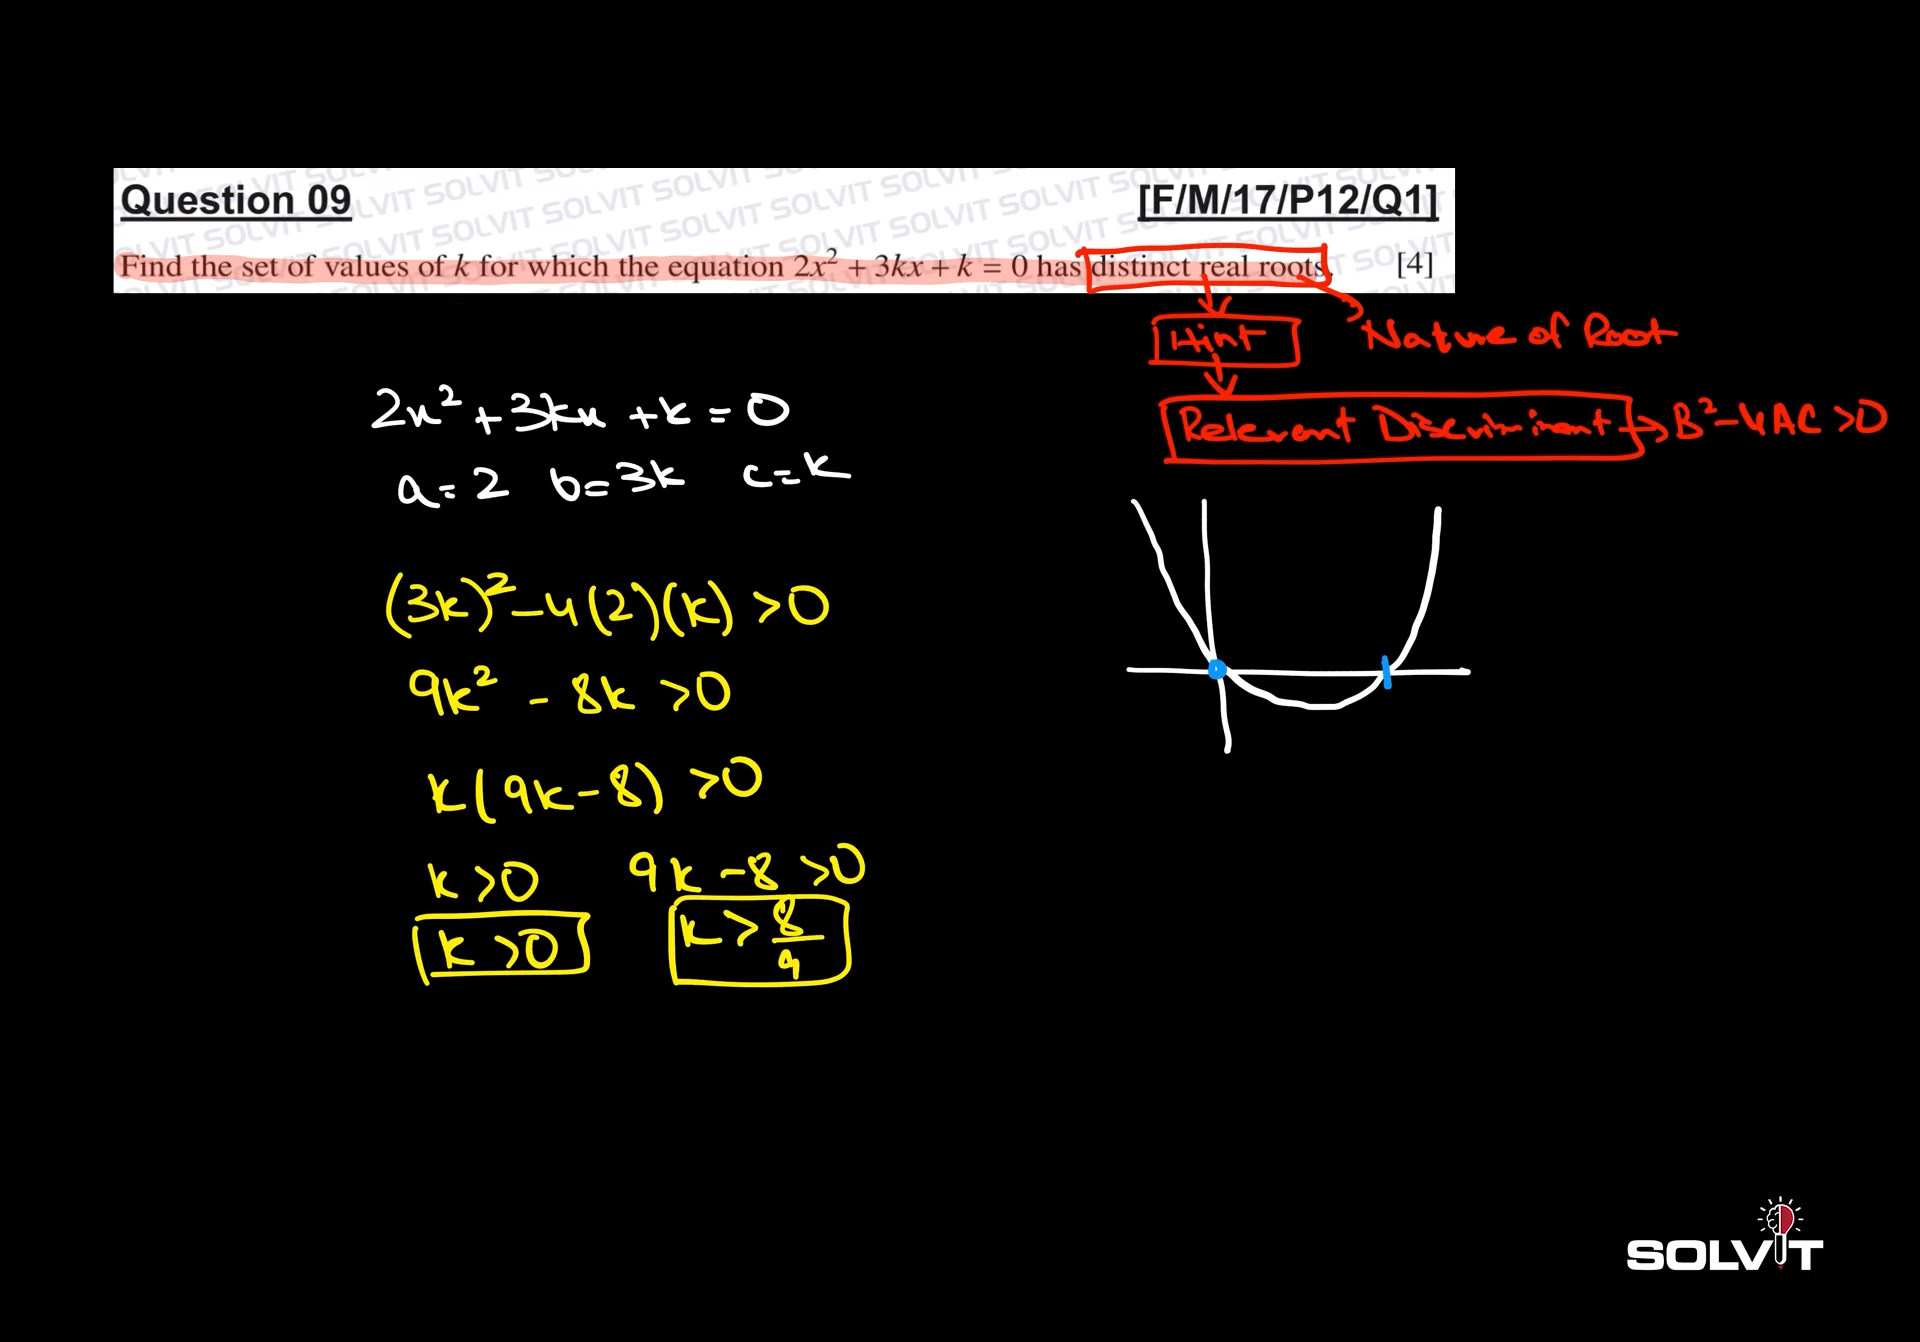 Question 09 [F/M/17/P12/Q1]
Find the set of values of k for which the equation 2x² + 3kx + k = 0 has distinct real roots. [4]
Hint Nature of Root
Relevant Discriminent → B² - 4AC > 0
2x² + 3kx + k = 0
a = 2 b = 3k c = k
(3k)² - 4(2)(k) > 0
9k² - 8k > 0
k(9k - 8) > 0
k > 0 9k - 8 > 0
k > 0 k > 8/9
SOLVIT